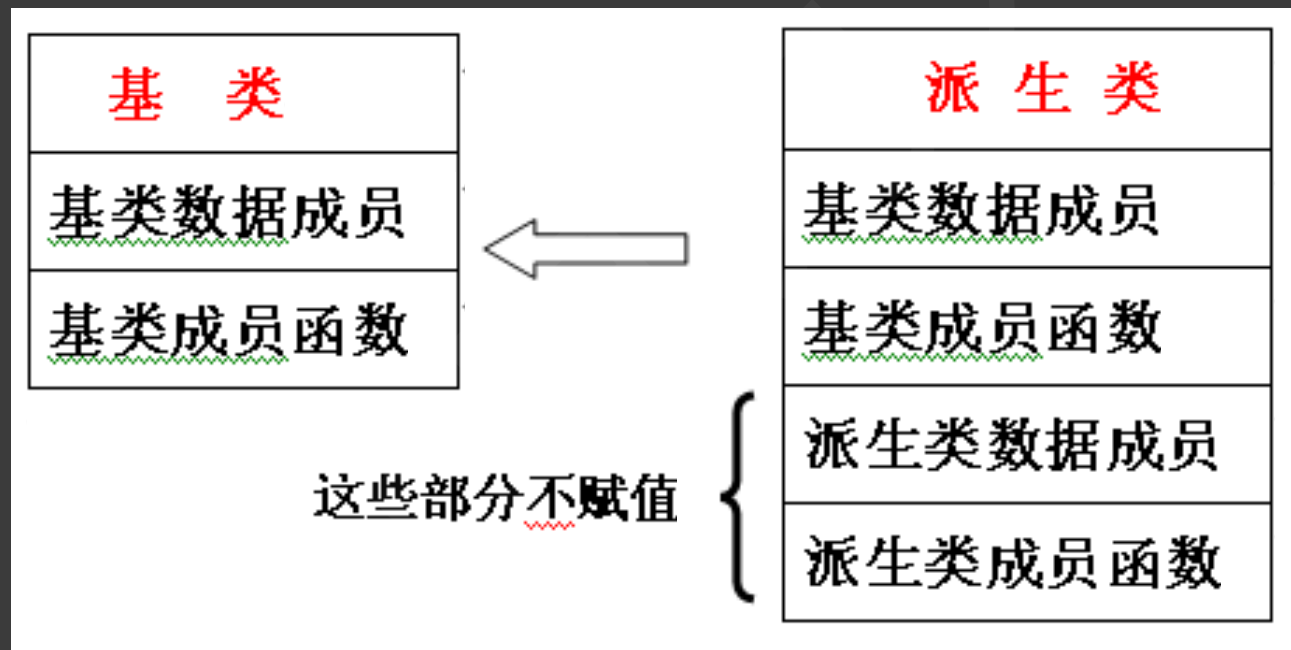 基 类
基类数据成员
基类成员函数
派 生 类
基类数据成员
基类成员函数
派生类数据成员
派生类成员函数
这些部分不赋值